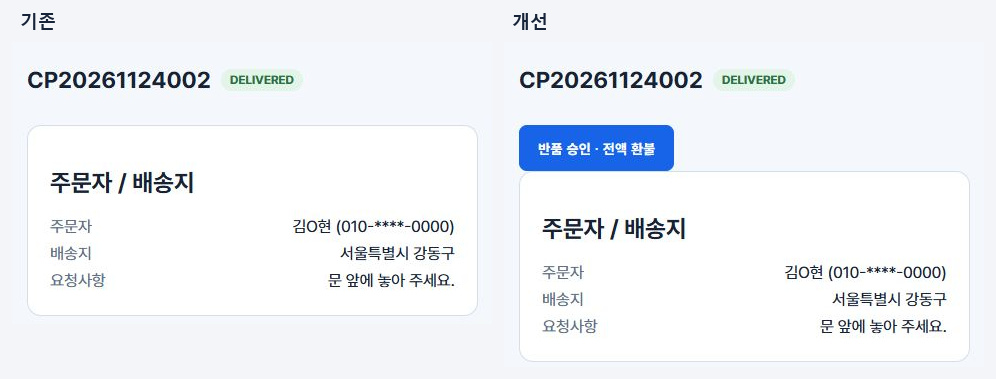 기존
CP20261124002 DELIVERED
주문자 / 배송지
주문자 김O현 (010-****-0000)
배송지 서울특별시 강동구
요청사항 문 앞에 놓아 주세요.
개선
CP20261124002 DELIVERED
반품 승인 · 전액 환불
주문자 / 배송지
주문자 김O현 (010-****-0000)
배송지 서울특별시 강동구
요청사항 문 앞에 놓아 주세요.